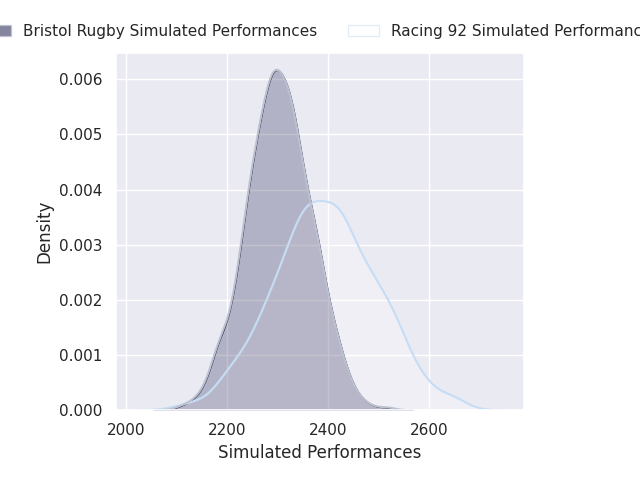 Bristol Rugby Simulated Performances
Racing 92 Simulated
0.006
0.005
0.004
0.003
0.002
0.001
0.000
Density
2000 2200 2400 2600
Simulated Performances